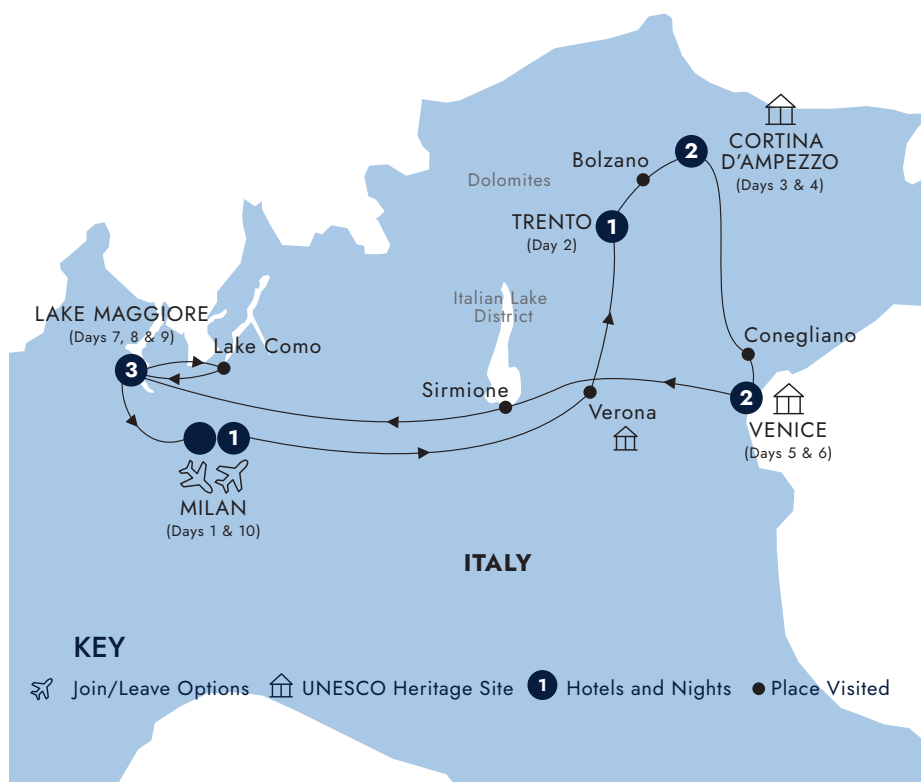 2
CORTINA
D'AMPEZZO
(Days 3 & 4)
Bolzano
Dolomites
TRENTO
(Day 2)
1
Italian Lake
District
LAKE MAGGIORE
(Days 7, 8 & 9)
Lake Como
3
Conegliano
Sirmione
Verona
2
VENICE
(Days 5 & 6)
1
MILAN
(Days 1 & 10)
ITALY
KEY
Join/Leave Options
UNESCO Heritage Site
1 Hotels and Nights
Place Visited